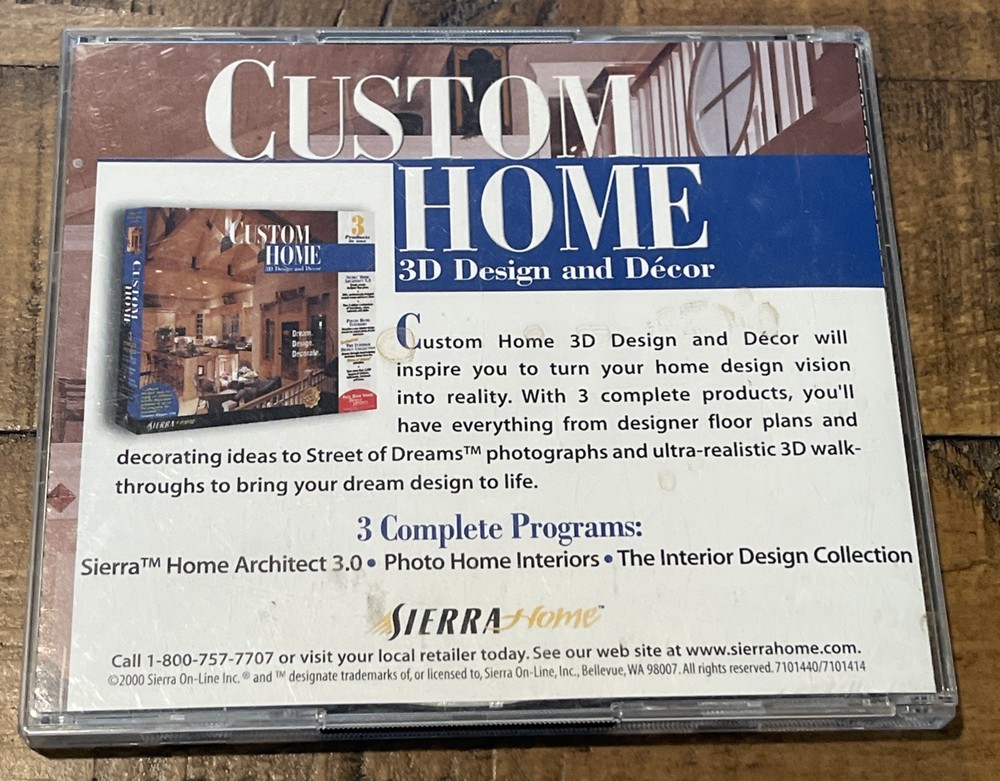 CUSTOM
HOME
3D Design and Décor
CUSTOM
HOME
3D Design and Décor
3
Products
in one
CUSTOM
HOME
Dream.
Design.
Decorate.
SIERRA
Custom Home 3D Design and Décor will
inspire you to turn your home design vision
into reality. With 3 complete products, you'll
have everything from designer floor plans and
decorating ideas to Street of Dreams™ photographs and ultra-realistic 3D walk-
throughs to bring your dream design to life.
3 Complete Programs:
Sierra™ Home Architect 3.0 • Photo Home Interiors • The Interior Design Collection
SIERRA Home™
Call 1-800-757-7707 or visit your local retailer today. See our web site at www.sierrahome.com.
©2000 Sierra On-Line Inc. ® and ™ designate trademarks of, or licensed to, Sierra On-Line, Inc., Bellevue, WA 98007. All rights reserved. 7101440/7101414